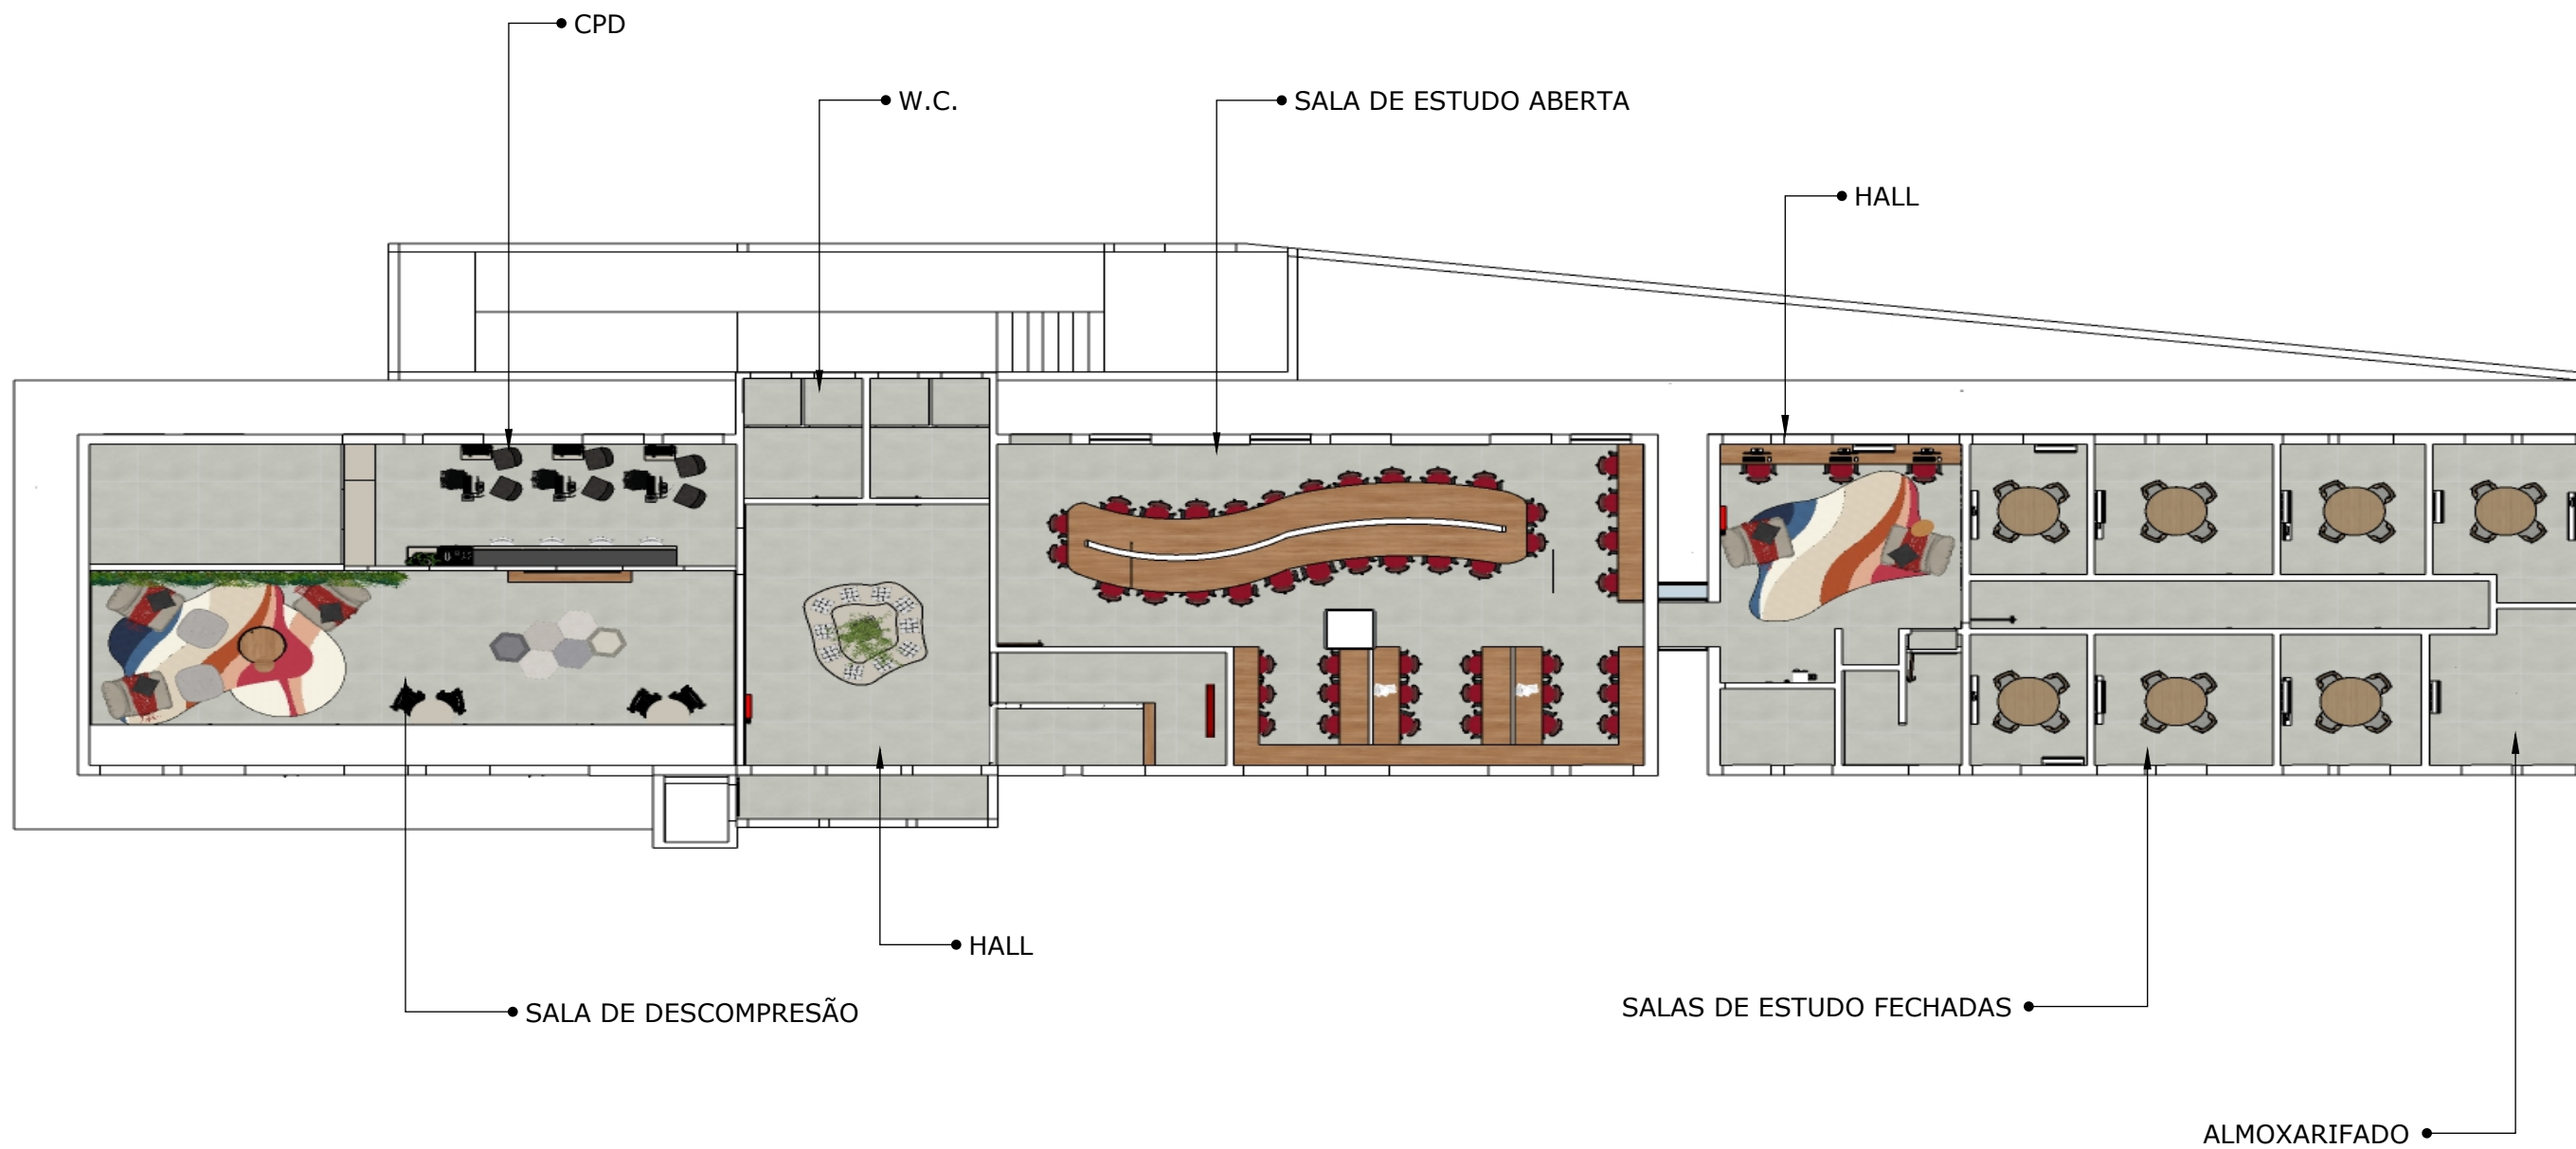 CPD
W.C.
SALA DE ESTUDO ABERTA
HALL
HALL
SALA DE DESCOMPRESÃO
SALAS DE ESTUDO FECHADAS
ALMOXARIFADO